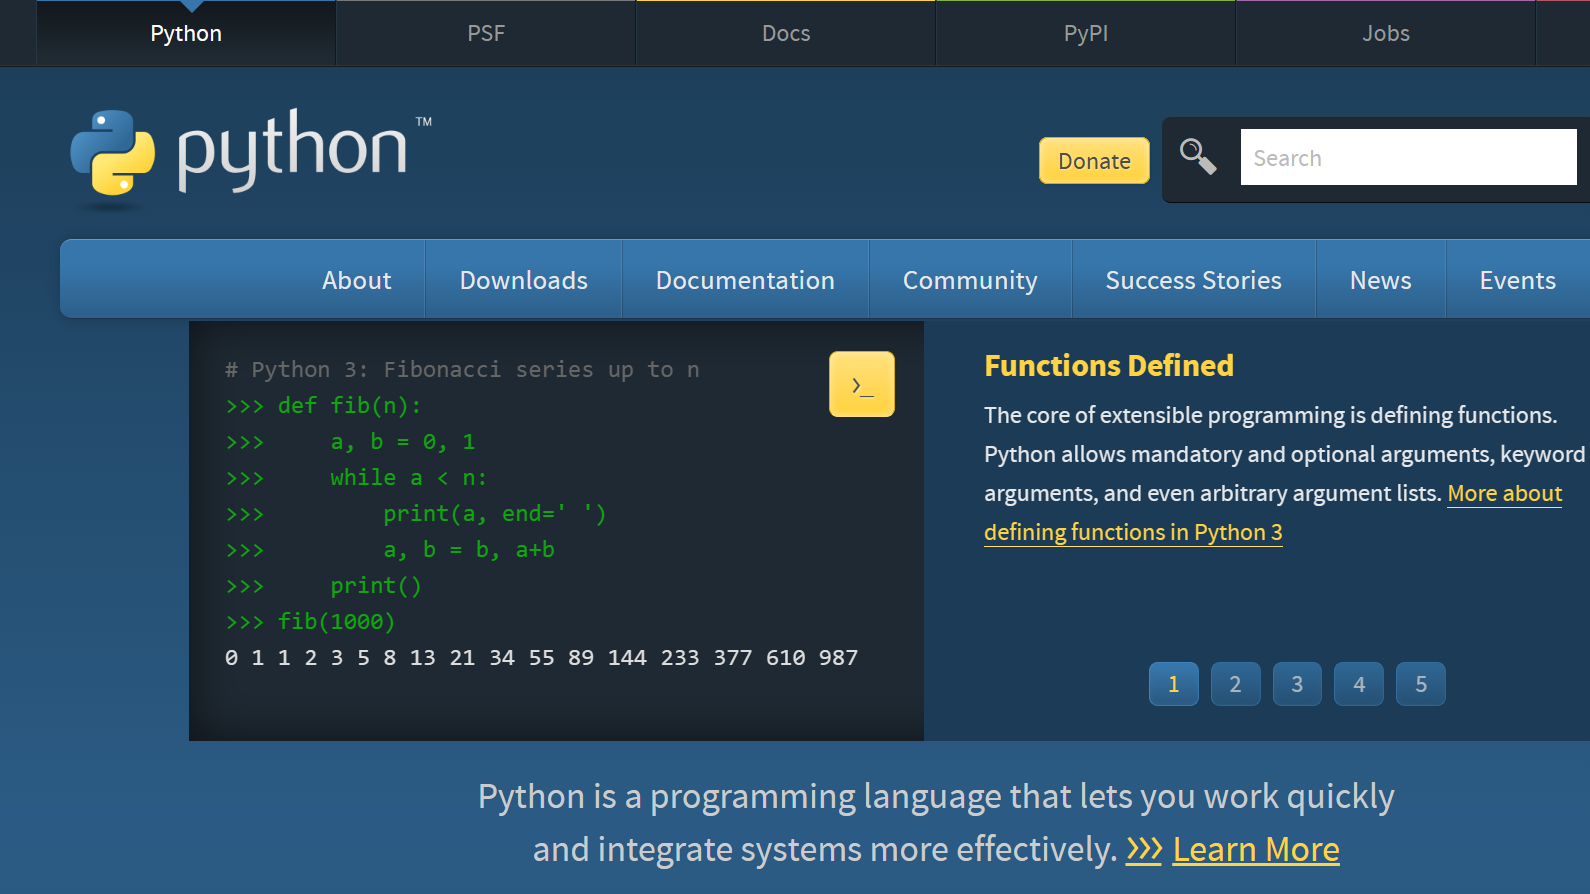 Python PSF Docs PyPI Jobs
python™
Donate
Search
About Downloads Documentation Community Success Stories News Events
# Python 3: Fibonacci series up to n
>>> def fib(n):
>>>     a, b = 0, 1
>>>     while a < n:
>>>         print(a, end=' ')
>>>         a, b = b, a+b
>>>     print()
>>> fib(1000)
0 1 1 2 3 5 8 13 21 34 55 89 144 233 377 610 987
>_
Functions Defined
The core of extensible programming is defining functions.
Python allows mandatory and optional arguments, keyword
arguments, and even arbitrary argument lists. More about
defining functions in Python 3
1 2 3 4 5
Python is a programming language that lets you work quickly
and integrate systems more effectively. >>> Learn More